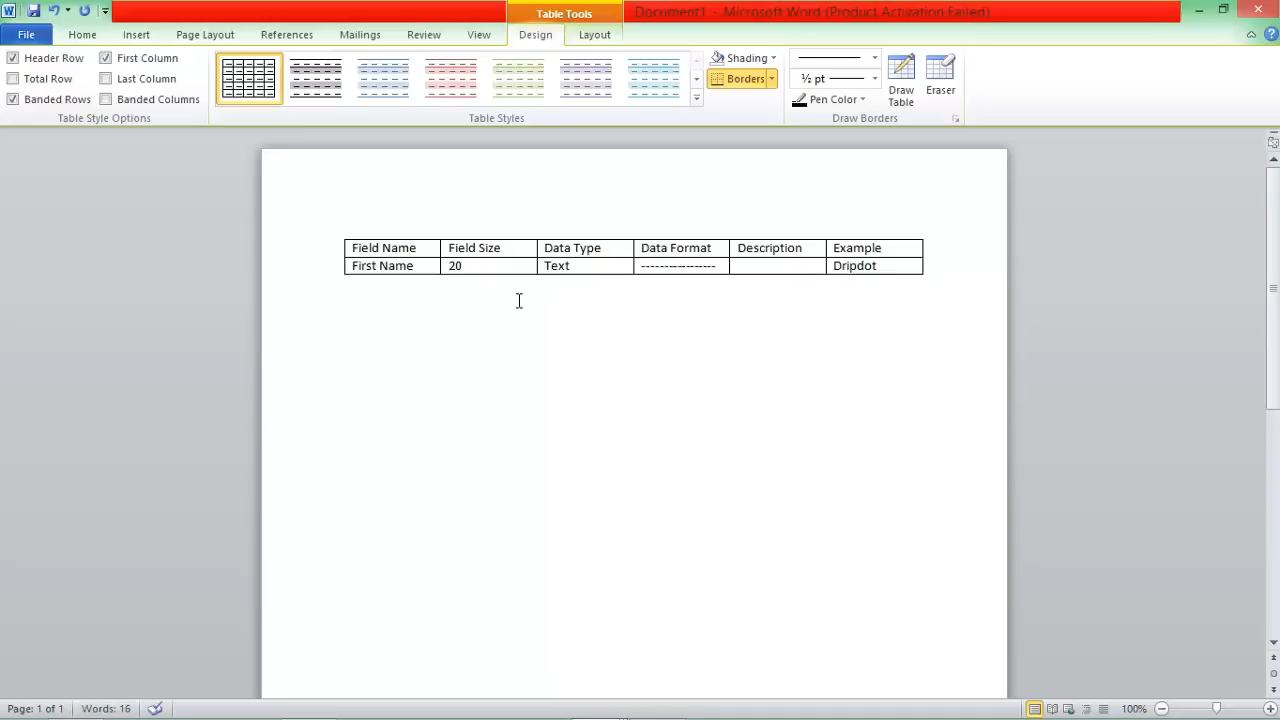 Table Tools
Document1 - Microsoft Word (Product Activation Failed)
File Home Insert Page Layout References Mailings Review View Design Layout
Header Row First Column
Total Row Last Column
Banded Rows Banded Columns
Table Style Options
Table Styles
Shading
Borders
½ pt
Pen Color
Draw Table
Eraser
Draw Borders
Field Name Field Size Data Type Data Format Description Example
First Name 20 Text ----------------- Dripdot
Page: 1 of 1 Words: 16 100%